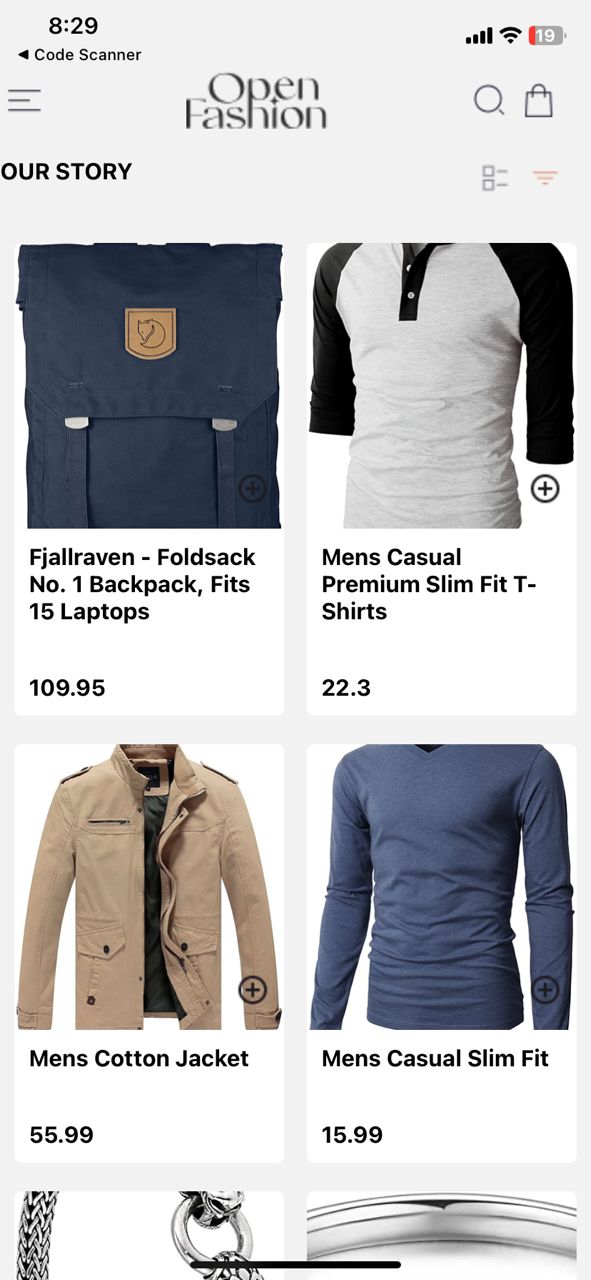 8:29
19
◀ Code Scanner
Open
Fashion
OUR STORY
Fjallraven - Foldsack
No. 1 Backpack, Fits
15 Laptops
109.95
Mens Casual
Premium Slim Fit T-
Shirts
22.3
Mens Cotton Jacket
55.99
Mens Casual Slim Fit
15.99